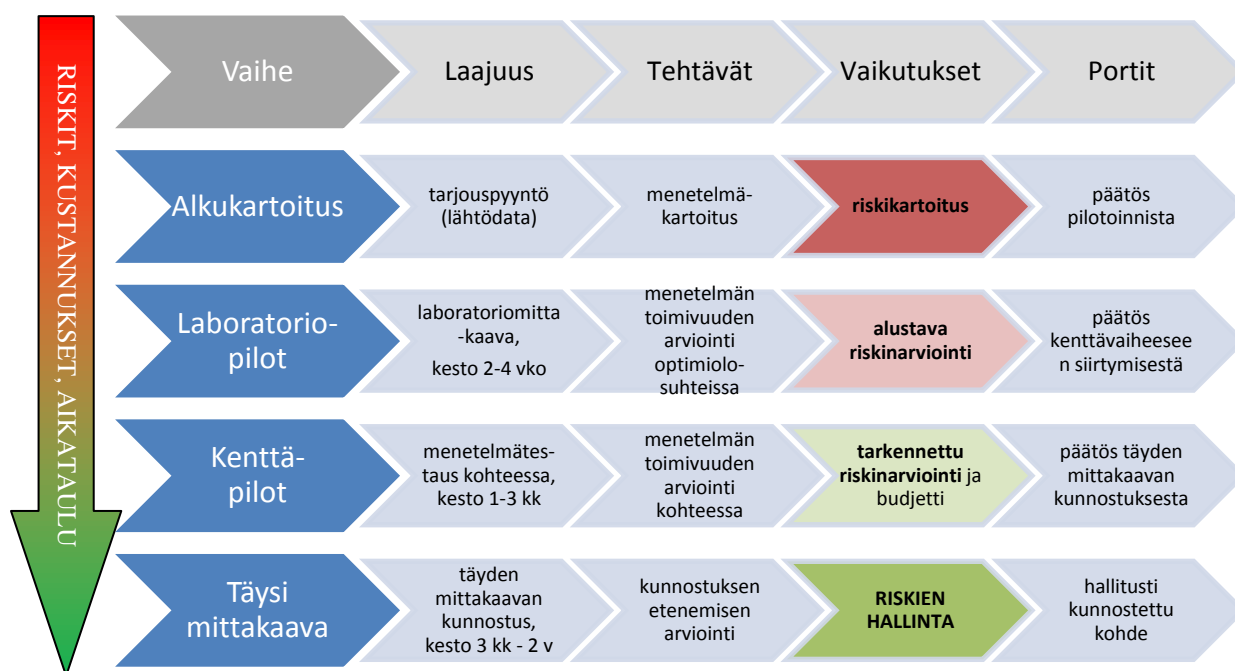 RISKIT, KUSTANNUKSET, AIKATAULU
Vaihe
Laajuus
Tehtävät
Vaikutukset
Portit
Alkukartoitus
tarjouspyyntö
(lähtödata)
menetelmä-
kartoitus
riskikartoitus
päätös
pilotoinnista
Laboratorio-
pilot
laboratoriomitta
-kaava,
kesto 2-4 vko
menetelmän
toimivuuden
arviointi
optimiolo-
suhteissa
alustava
riskinarviointi
päätös
kenttävaiheesee
n siirtymisestä
Kenttä-
pilot
menetelmätes-
taus kohteessa,
kesto 1-3 kk
menetelmän
toimivuuden
arviointi
kohteessa
tarkennettu
riskinarviointi ja
budjetti
päätös täyden
mittakaavan
kunnostuksesta
Täysi
mittakaava
täyden
mittakaavan
kunnostus,
kesto 3 kk - 2 v
kunnostuksen
etenemisen
arviointi
RISKIEN
HALLINTA
hallitusti
kunnostettu
kohde